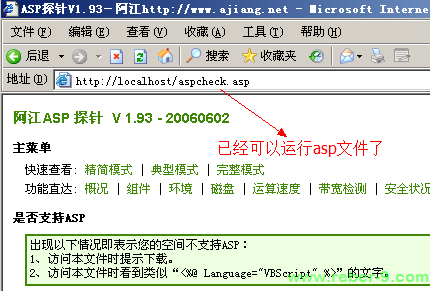 ASP探针V1.93－阿江http://www.ajiang.net - Microsoft Intern
文件(F) 编辑(E) 查看(V) 收藏(A) 工具(T) 帮助(H)
后退 搜索 收藏夹
地址(D) http://localhost/aspcheck.asp
阿江ASP 探针 V 1.93 - 20060602
已经可以运行asp文件了
主菜单
快速查看: 精简模式 | 典型模式 | 完整模式
功能直达: 概况 | 组件 | 环境 | 磁盘 | 运算速度 | 带宽检测 | 安全状况
是否支持ASP
出现以下情况即表示您的空间不支持ASP：
1、访问本文件时提示下载。
2、访问本文件时看到类似“<%@ Language="VBScript" %>”的文字。
www.reber-9.com